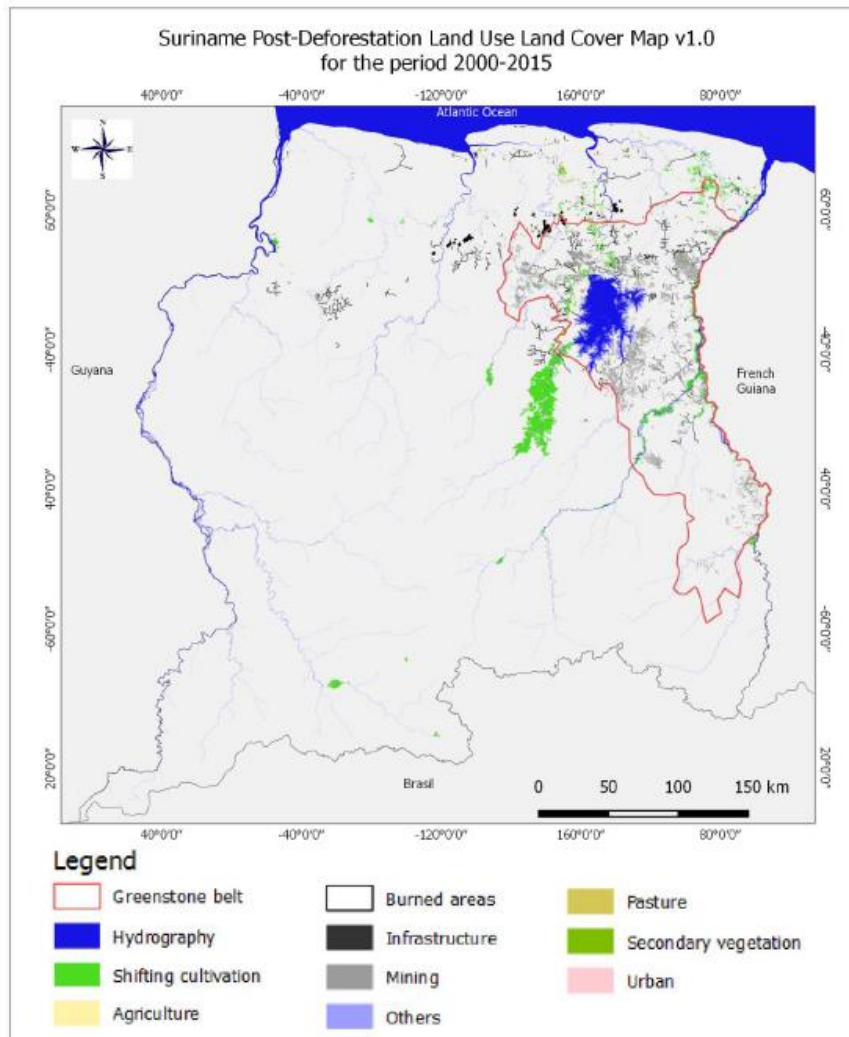 Suriname Post-Deforestation Land Use Land Cover Map v1.0
for the period 2000-2015
40°0'0" -40°0'0" -120°0'0" 160°0'0" 80°0'0"
Atlantic Ocean
N
W E
S
60°0'0" 60°0'0"
-40°0'0" -40°0'0"
Guyana
French
Guiana
40°0'0" 40°0'0"
-60°0'0" -60°0'0"
20°0'0" 20°0'0"
Brasil
0 50 100 150 km
40°0'0" -40°0'0" -120°0'0" 160°0'0" 80°0'0"
Legend
Greenstone belt
Hydrography
Shifting cultivation
Agriculture
Burned areas
Infrastructure
Mining
Others
Pasture
Secondary vegetation
Urban